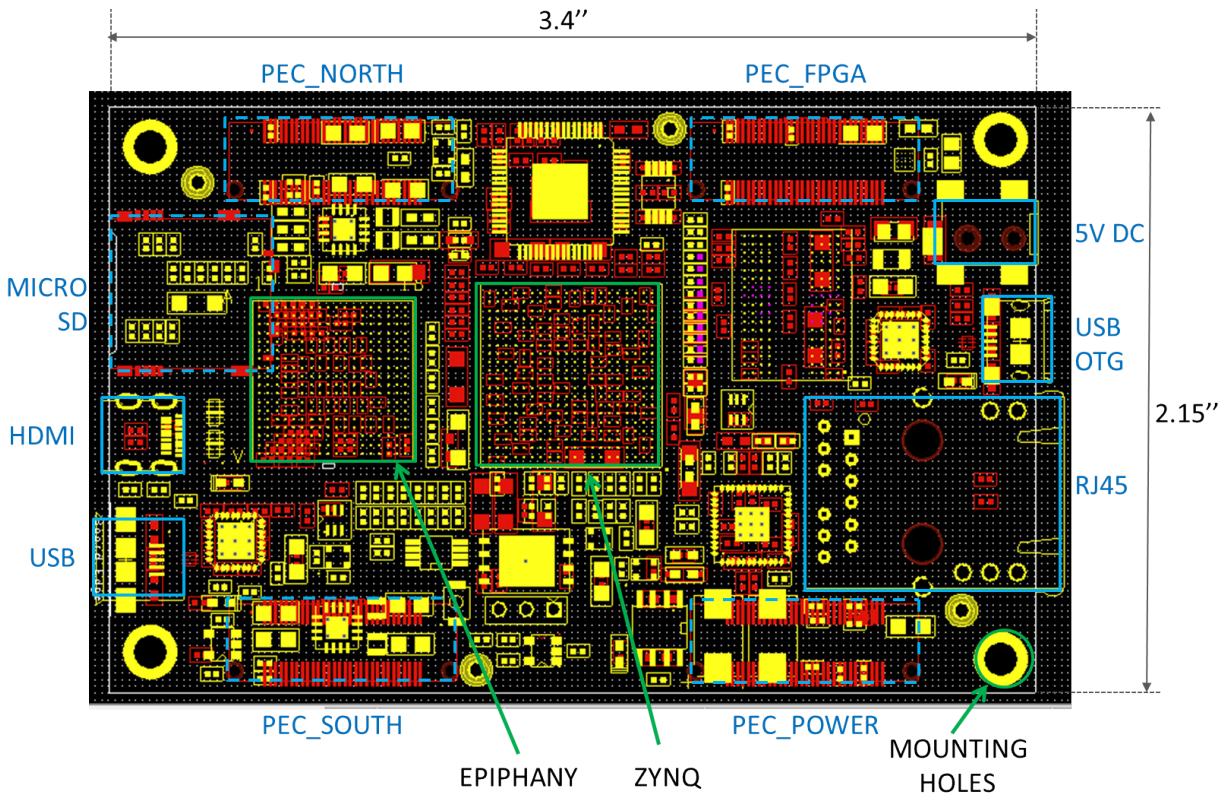 3.4’’
PEC_NORTH
PEC_FPGA
5V DC
MICRO
SD
USB
OTG
2.15’’
HDMI
RJ45
USB
PEC_SOUTH
PEC_POWER
EPIPHANY
ZYNQ
MOUNTING
HOLES